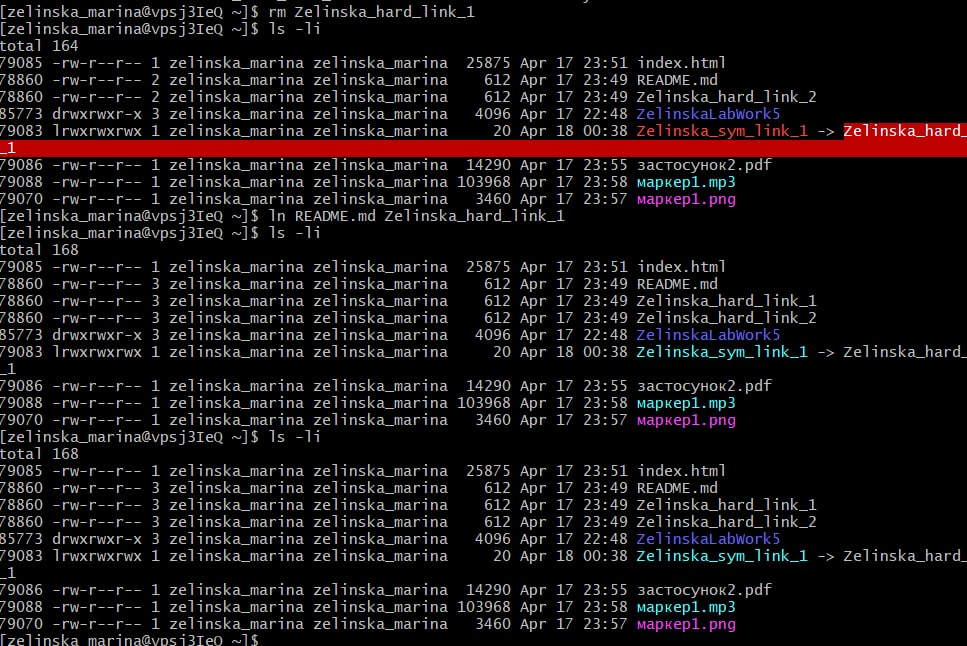 [zelinska_marina@vpsj3IeQ ~]$ rm Zelinska_hard_link_1
[zelinska_marina@vpsj3IeQ ~]$ ls -li
total 164
79085 -rw-r--r-- 1 zelinska_marina zelinska_marina  25875 Apr 17 23:51 index.html
78860 -rw-r--r-- 2 zelinska_marina zelinska_marina    612 Apr 17 23:49 README.md
78860 -rw-r--r-- 2 zelinska_marina zelinska_marina    612 Apr 17 23:49 Zelinska_hard_link_2
85773 drwxrwxr-x 3 zelinska_marina zelinska_marina   4096 Apr 17 22:48 ZelinskaLabWork5
79083 lrwxrwxrwx 1 zelinska_marina zelinska_marina     20 Apr 18 00:38 Zelinska_sym_link_1 -> Zelinska_hard_
_1
79086 -rw-r--r-- 1 zelinska_marina zelinska_marina  14290 Apr 17 23:55 застосунок2.pdf
79088 -rw-r--r-- 1 zelinska_marina zelinska_marina 103968 Apr 17 23:58 маркер1.mp3
79070 -rw-r--r-- 1 zelinska_marina zelinska_marina   3460 Apr 17 23:57 маркер1.png
[zelinska_marina@vpsj3IeQ ~]$ ln README.md Zelinska_hard_link_1
[zelinska_marina@vpsj3IeQ ~]$ ls -li
total 168
79085 -rw-r--r-- 1 zelinska_marina zelinska_marina  25875 Apr 17 23:51 index.html
78860 -rw-r--r-- 3 zelinska_marina zelinska_marina    612 Apr 17 23:49 README.md
78860 -rw-r--r-- 3 zelinska_marina zelinska_marina    612 Apr 17 23:49 Zelinska_hard_link_1
78860 -rw-r--r-- 3 zelinska_marina zelinska_marina    612 Apr 17 23:49 Zelinska_hard_link_2
85773 drwxrwxr-x 3 zelinska_marina zelinska_marina   4096 Apr 17 22:48 ZelinskaLabWork5
79083 lrwxrwxrwx 1 zelinska_marina zelinska_marina     20 Apr 18 00:38 Zelinska_sym_link_1 -> Zelinska_hard_
_1
79086 -rw-r--r-- 1 zelinska_marina zelinska_marina  14290 Apr 17 23:55 застосунок2.pdf
79088 -rw-r--r-- 1 zelinska_marina zelinska_marina 103968 Apr 17 23:58 маркер1.mp3
79070 -rw-r--r-- 1 zelinska_marina zelinska_marina   3460 Apr 17 23:57 маркер1.png
[zelinska_marina@vpsj3IeQ ~]$ ls -li
total 168
79085 -rw-r--r-- 1 zelinska_marina zelinska_marina  25875 Apr 17 23:51 index.html
78860 -rw-r--r-- 3 zelinska_marina zelinska_marina    612 Apr 17 23:49 README.md
78860 -rw-r--r-- 3 zelinska_marina zelinska_marina    612 Apr 17 23:49 Zelinska_hard_link_1
78860 -rw-r--r-- 3 zelinska_marina zelinska_marina    612 Apr 17 23:49 Zelinska_hard_link_2
85773 drwxrwxr-x 3 zelinska_marina zelinska_marina   4096 Apr 17 22:48 ZelinskaLabWork5
79083 lrwxrwxrwx 1 zelinska_marina zelinska_marina     20 Apr 18 00:38 Zelinska_sym_link_1 -> Zelinska_hard_
_1
79086 -rw-r--r-- 1 zelinska_marina zelinska_marina  14290 Apr 17 23:55 застосунок2.pdf
79088 -rw-r--r-- 1 zelinska_marina zelinska_marina 103968 Apr 17 23:58 маркер1.mp3
79070 -rw-r--r-- 1 zelinska_marina zelinska_marina   3460 Apr 17 23:57 маркер1.png
[zelinska_marina@vpsj3IeQ ~]$